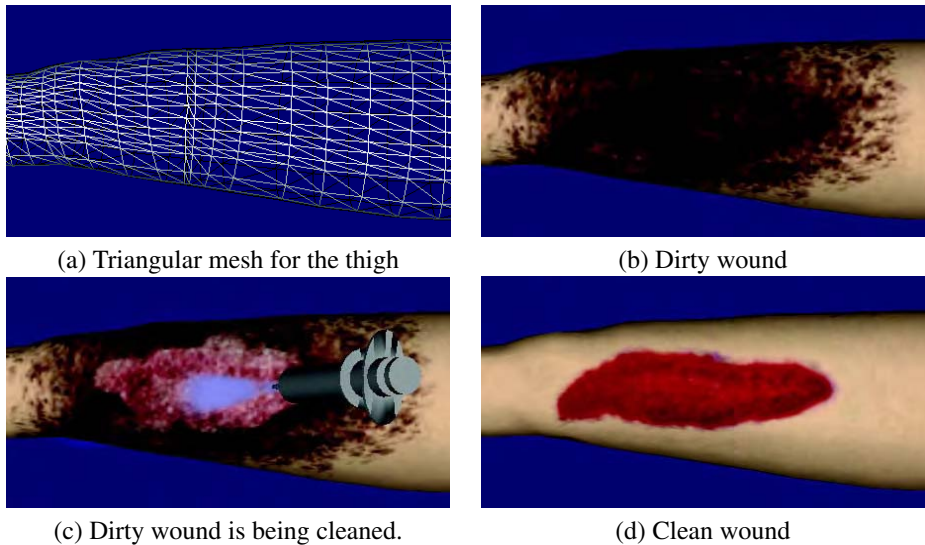 (a) Triangular mesh for the thigh
(b) Dirty wound
(c) Dirty wound is being cleaned.
(d) Clean wound